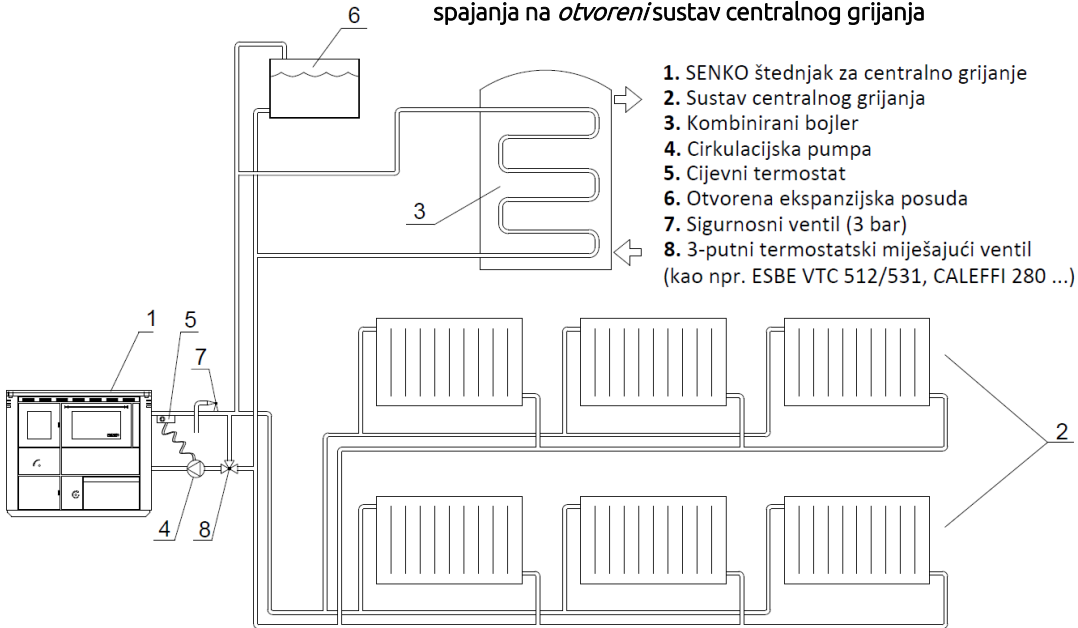 spajanja na otvoreni sustav centralnog grijanja
6
1. SENKO štednjak za centralno grijanje
2. Sustav centralnog grijanja
3. Kombinirani bojler
4. Cirkulacijska pumpa
5. Cijevni termostat
6. Otvorena ekspanzijska posuda
7. Sigurnosni ventil (3 bar)
8. 3-putni termostatski miješajući ventil
(kao npr. ESBE VTC 512/531, CALEFFI 280 ...)
3
1
5
7
2
4
8